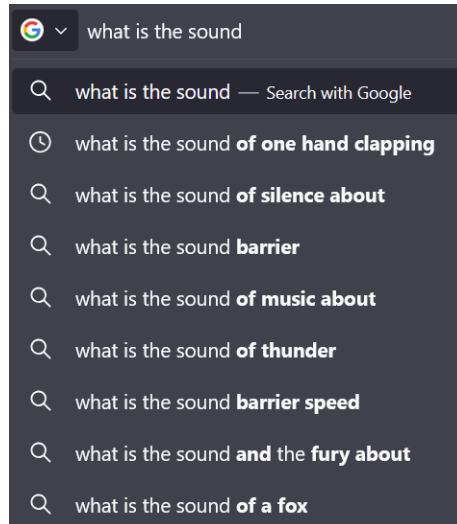 what is the sound
what is the sound — Search with Google
what is the sound of one hand clapping
what is the sound of silence about
what is the sound barrier
what is the sound of music about
what is the sound of thunder
what is the sound barrier speed
what is the sound and the fury about
what is the sound of a fox